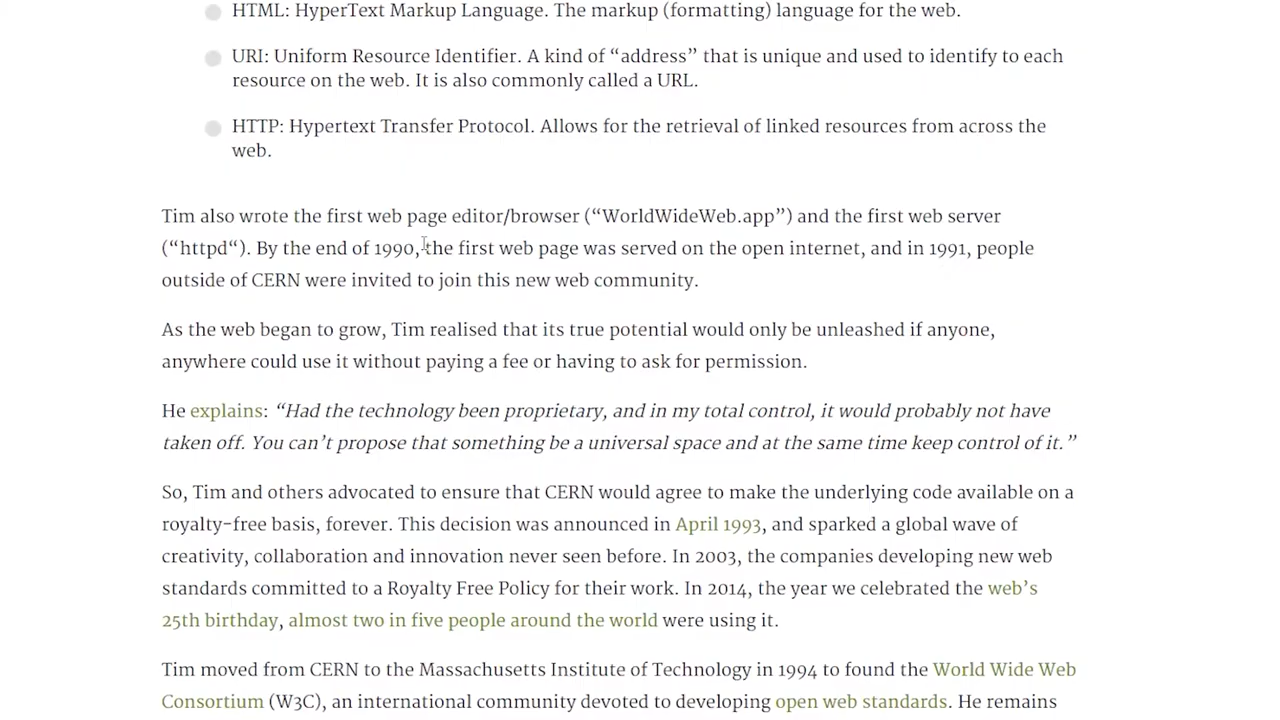 HTML: HyperText Markup Language. The markup (formatting) language for the web.
URI: Uniform Resource Identifier. A kind of “address” that is unique and used to identify to each
resource on the web. It is also commonly called a URL.
HTTP: Hypertext Transfer Protocol. Allows for the retrieval of linked resources from across the
web.
Tim also wrote the first web page editor/browser (“WorldWideWeb.app”) and the first web server
(“httpd“). By the end of 1990, the first web page was served on the open internet, and in 1991, people
outside of CERN were invited to join this new web community.
As the web began to grow, Tim realised that its true potential would only be unleashed if anyone,
anywhere could use it without paying a fee or having to ask for permission.
He explains: “Had the technology been proprietary, and in my total control, it would probably not have
taken off. You can’t propose that something be a universal space and at the same time keep control of it.”
So, Tim and others advocated to ensure that CERN would agree to make the underlying code available on a
royalty-free basis, forever. This decision was announced in April 1993, and sparked a global wave of
creativity, collaboration and innovation never seen before. In 2003, the companies developing new web
standards committed to a Royalty Free Policy for their work. In 2014, the year we celebrated the web’s
25th birthday, almost two in five people around the world were using it.
Tim moved from CERN to the Massachusetts Institute of Technology in 1994 to found the World Wide Web
Consortium (W3C), an international community devoted to developing open web standards. He remains